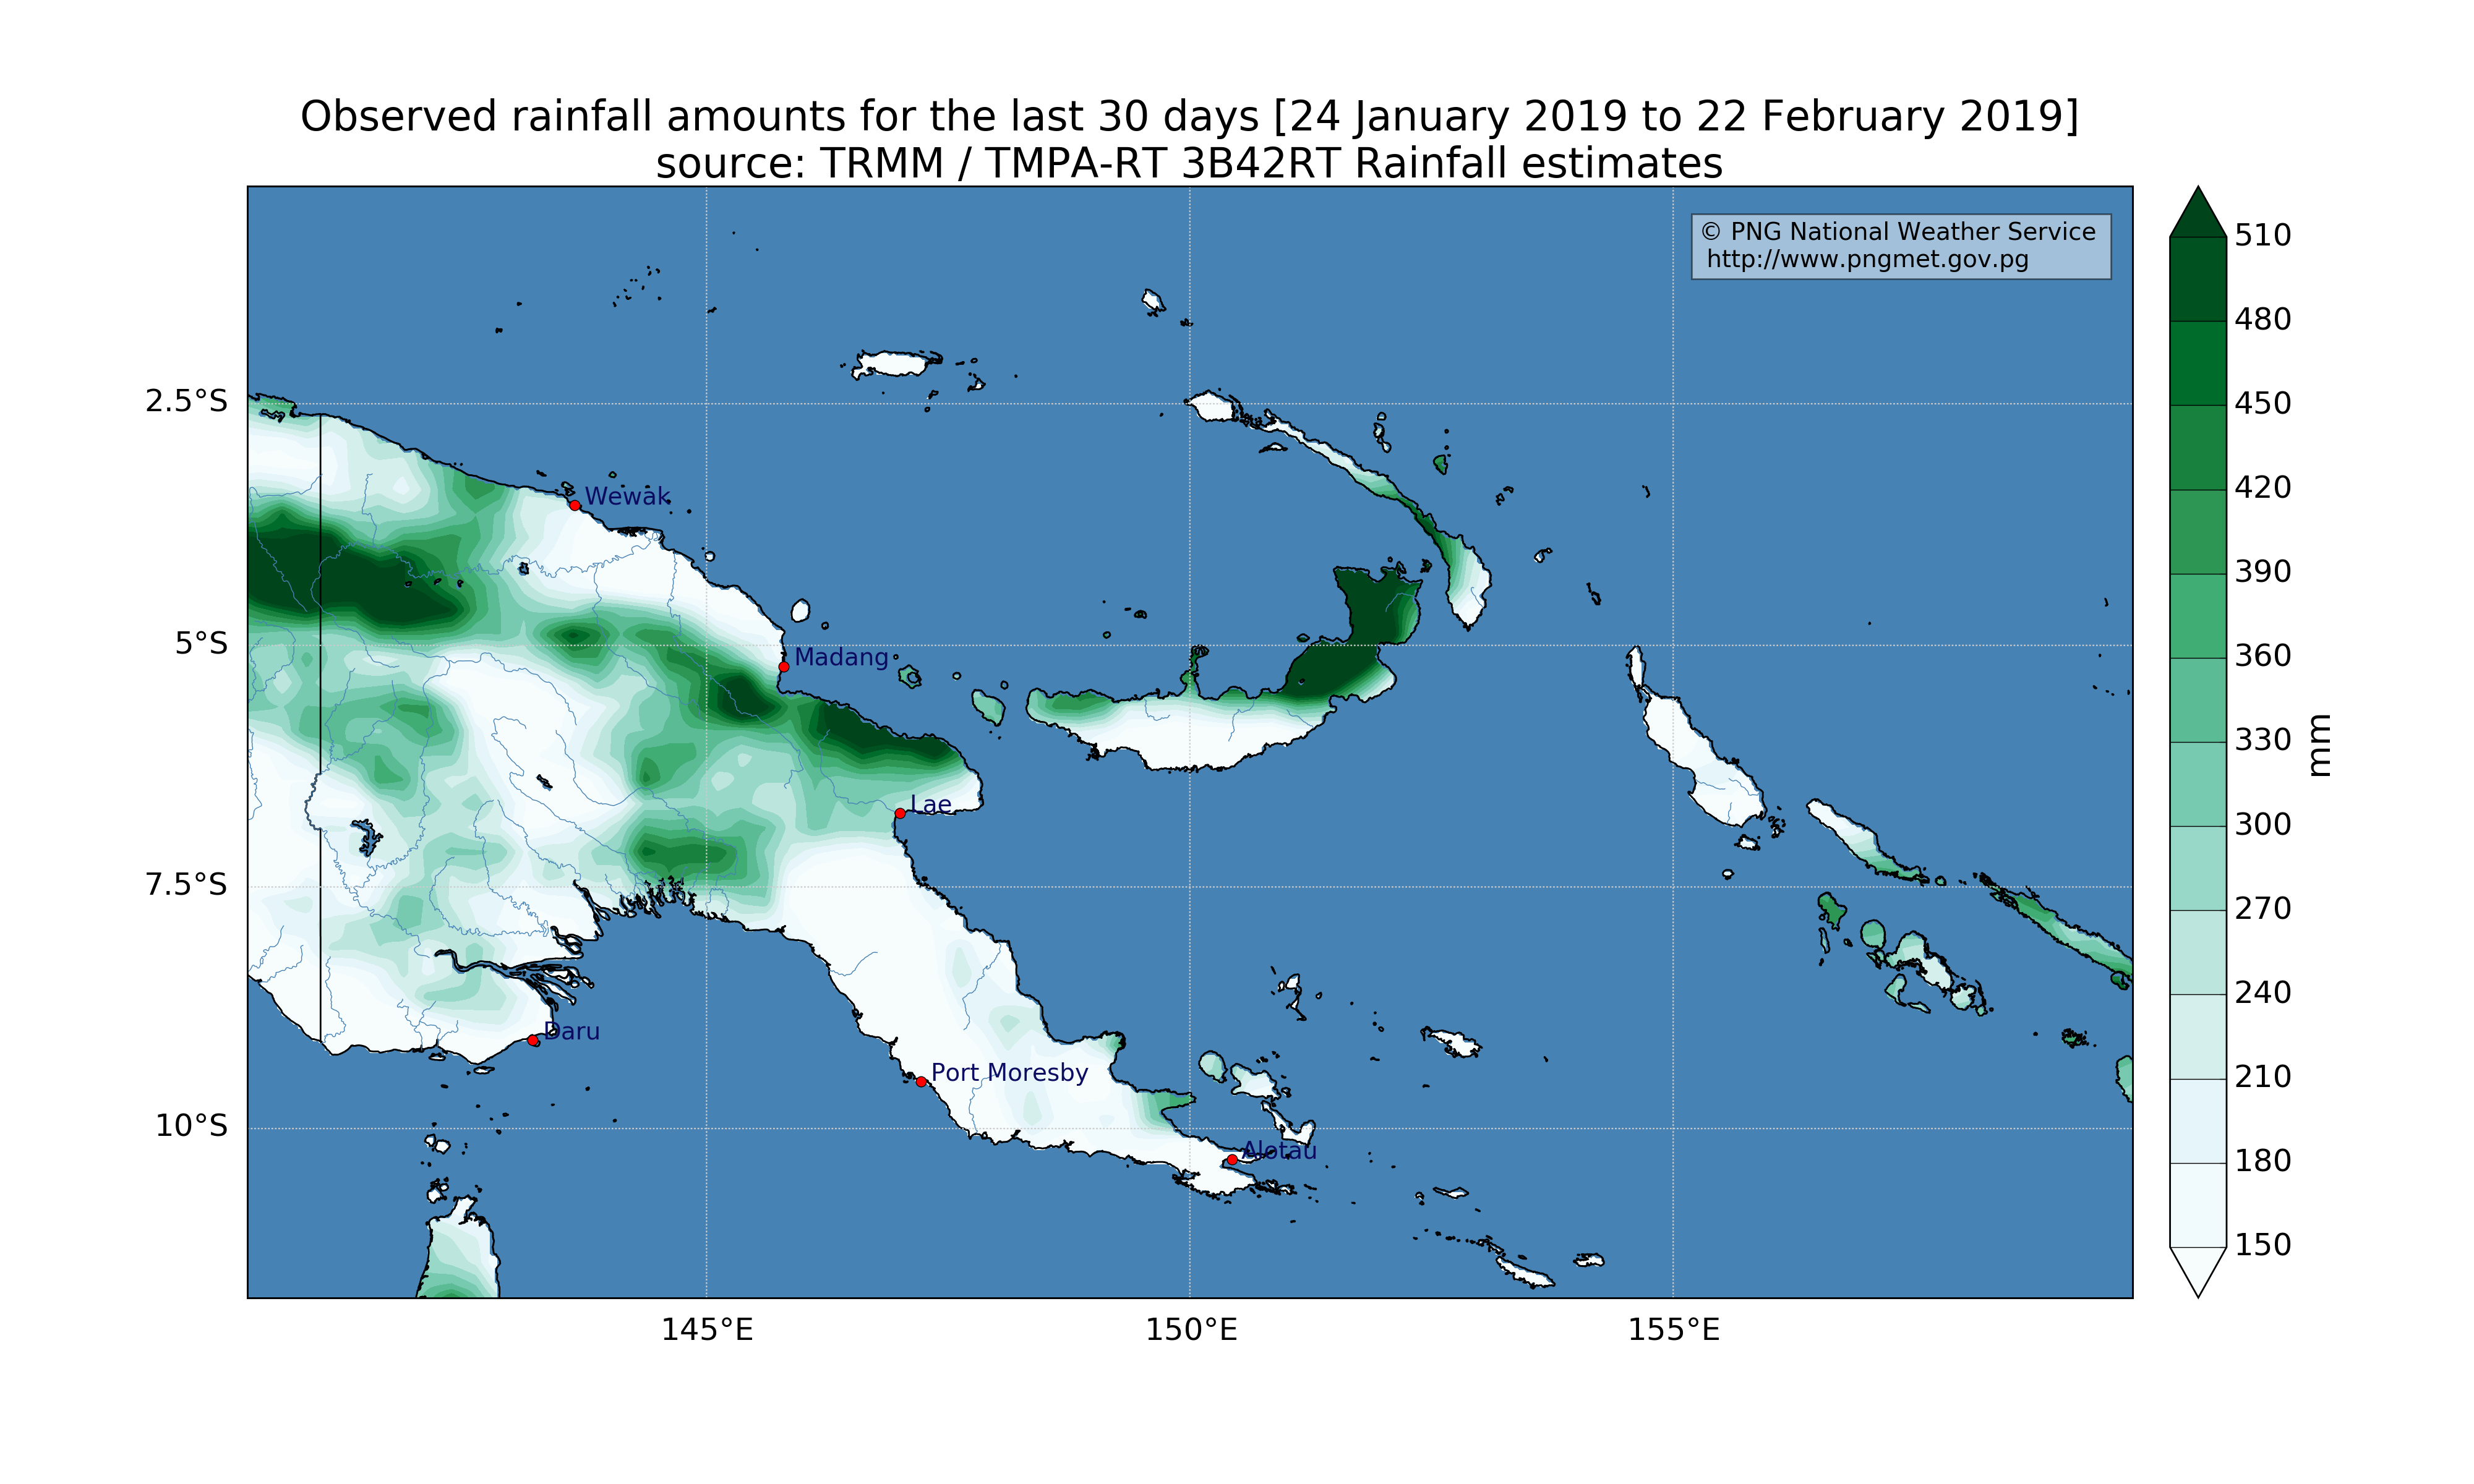 Observed rainfall amounts for the last 30 days [24 January 2019 to 22 February 2019]
source: TRMM / TMPA-RT 3B42RT Rainfall estimates
© PNG National Weather Service
http://www.pngmet.gov.pg
2.5°S
5°S
7.5°S
10°S
145°E
150°E
155°E
Wewak
Madang
Lae
Daru
Port Moresby
Alotau
510
480
450
420
390
360
330
300
270
240
210
180
150
mm